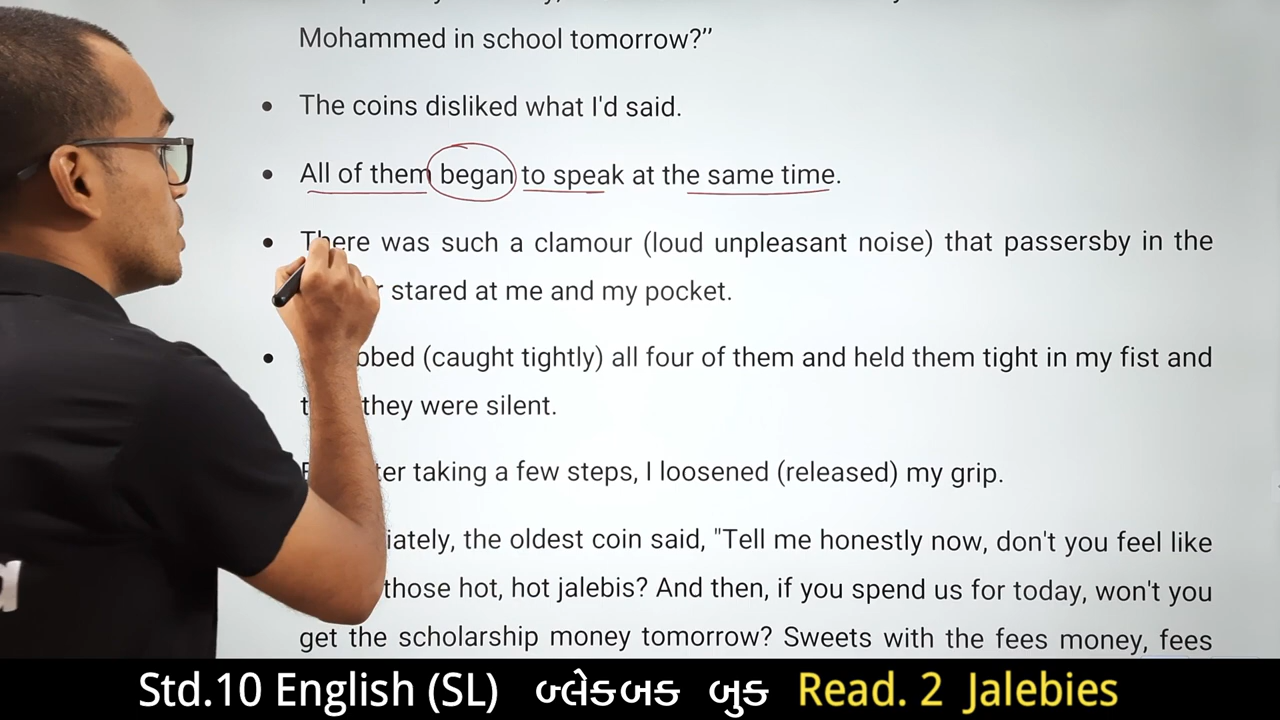 Mohammed in school tomorrow?”
• The coins disliked what I'd said.
• All of them began to speak at the same time.
• There was such a clamour (loud unpleasant noise) that passersby in the
stared at me and my pocket.
• (caught tightly) all four of them and held them tight in my fist and
they were silent.
taking a few steps, I loosened (released) my grip.
the oldest coin said, "Tell me honestly now, don't you feel like
those hot, hot jalebis? And then, if you spend us for today, won't you
get the scholarship money tomorrow? Sweets with the fees money, fees
Std.10 English (SL) બ્લેકબક બુક Read. 2 Jalebies